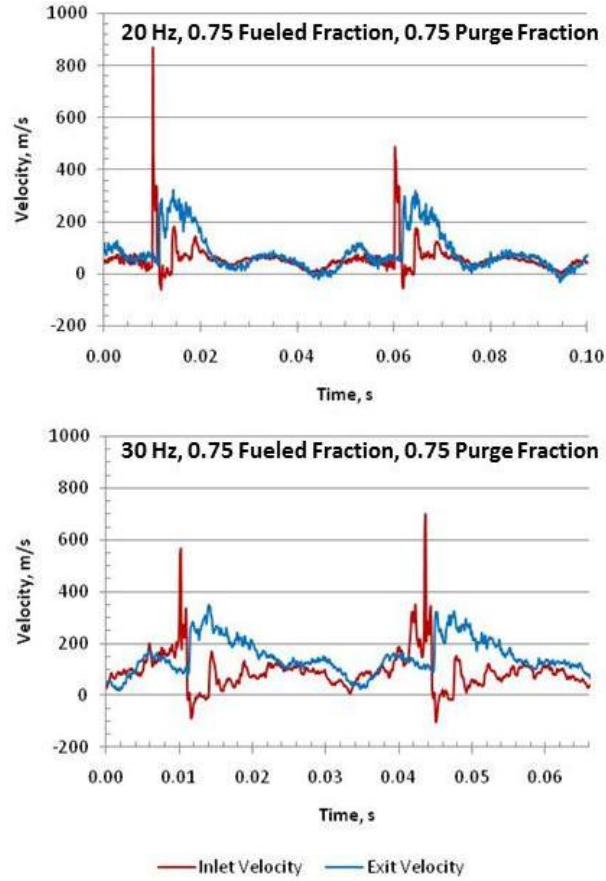 20 Hz, 0.75 Fueled Fraction, 0.75 Purge Fraction
1000
800
600
400
200
0
-200
Velocity, m/s
0.00 0.02 0.04 0.06 0.08 0.10
Time, s
30 Hz, 0.75 Fueled Fraction, 0.75 Purge Fraction
1000
800
600
400
200
0
-200
Velocity, m/s
0.00 0.01 0.02 0.03 0.04 0.05 0.06
Time, s
Inlet Velocity Exit Velocity